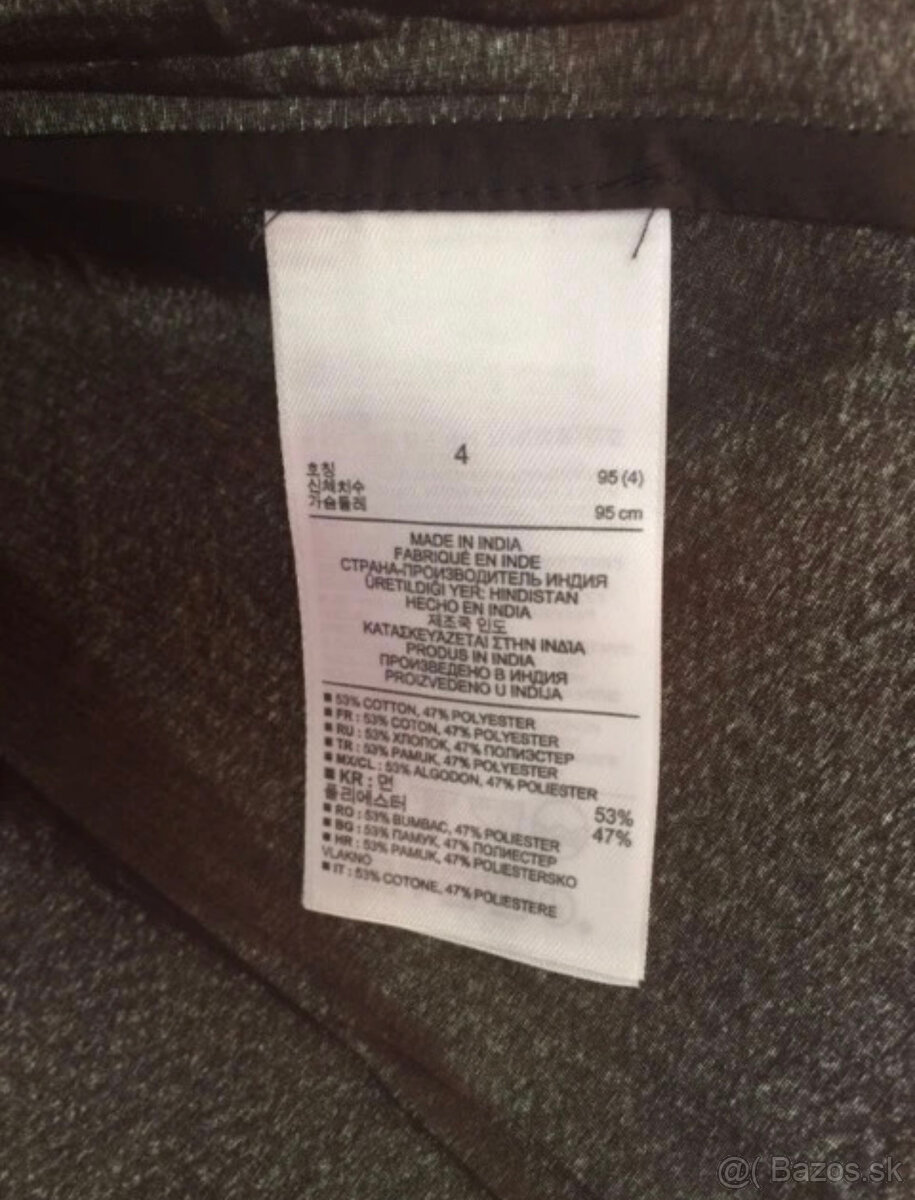 4
호칭 95 (4)
신체치수
가슴둘레 95 cm
MADE IN INDIA
FABRIQUÉ EN INDE
СТРАНА-ПРОИЗВОДИТЕЛЬ ИНДИЯ
ÜRETILDIĞI YER: HINDISTAN
HECHO EN INDIA
제조국 인도
ΚΑΤΑΣΚΕΥΑΖΕΤΑΙ ΣΤΗΝ ΙΝΔΙΑ
PRODUS IN INDIA
ПРОИЗВЕДЕНО В ИНДИЯ
PROIZVEDENO U INDIJA
■ 53% COTTON, 47% POLYESTER
■ FR : 53% COTON, 47% POLYESTER
■ RU : 53% ХЛОПОК, 47% ПОЛИЭСТЕР
■ TR : 53% PAMUK, 47% POLYESTER
■ MX/CL : 53% ALGODON, 47% POLIESTER
■ KR : 면 53%
폴리에스터 47%
■ RO : 53% BUMBAC, 47% POLIESTER
■ BG : 53% ПАМУК, 47% ПОЛИЕСТЕР
■ HR : 53% PAMUK, 47% POLIESTERSKO
VLAKNO
■ IT : 53% COTONE, 47% POLIESTERE
@( Bazos.sk